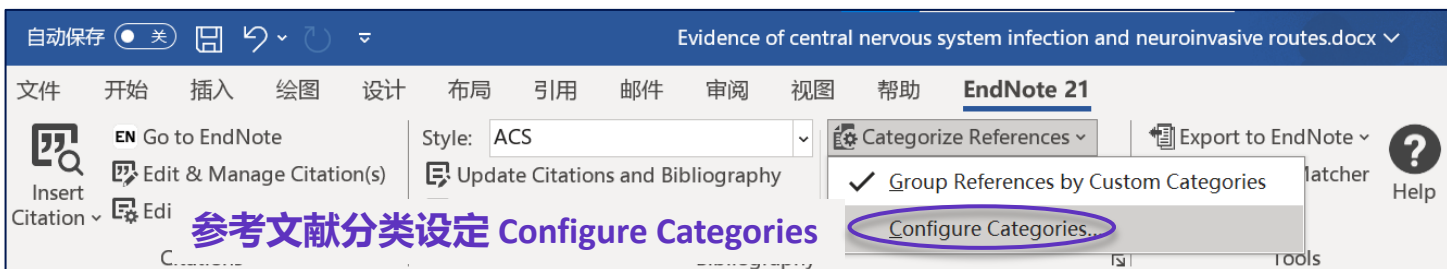 自动保存 关 Evidence of central nervous system infection and neuroinvasive routes.docx
文件 开始 插入 绘图 设计 布局 引用 邮件 审阅 视图 帮助 EndNote 21
EN Go to EndNote Style: ACS Categorize References Export to EndNote
Edit & Manage Citation(s) Update Citations and Bibliography ✓ Group References by Custom Categories
Insert Citation Help
参考文献分类设定 Configure Categories Configure Categories...
Tools